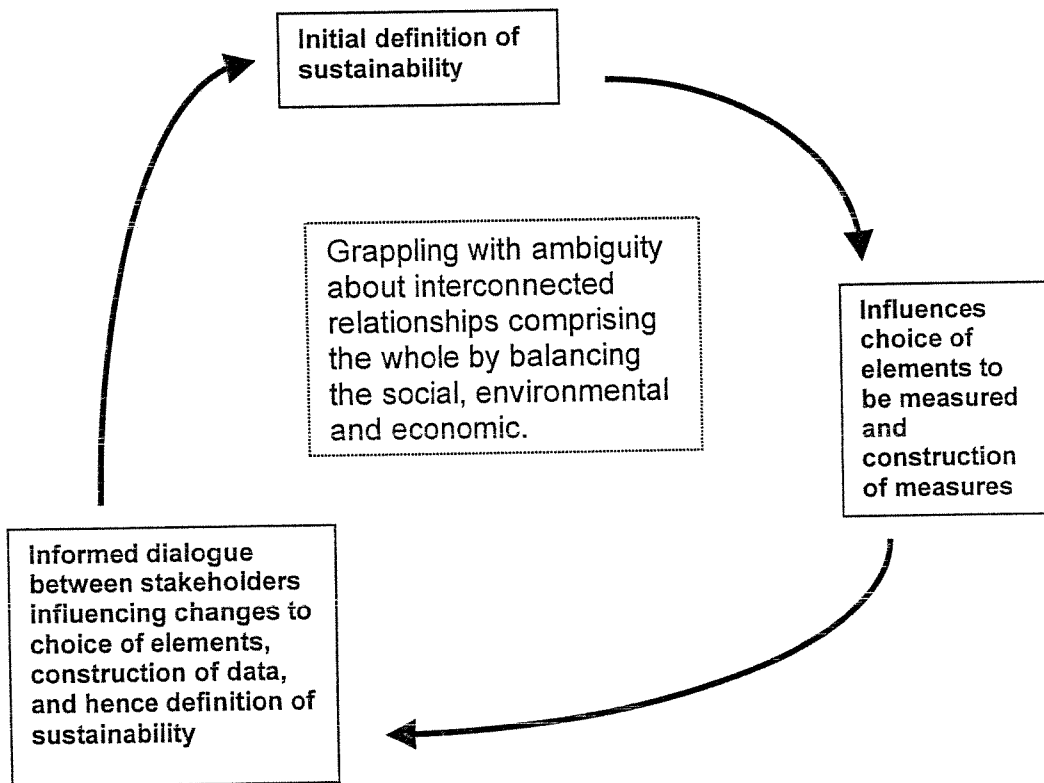 Initial definition of
sustainability
Grappling with ambiguity
about interconnected
relationships comprising
the whole by balancing
the social, environmental
and economic.
Influences
choice of
elements to
be measured
and
construction
of measures
Informed dialogue
between stakeholders
influencing changes to
choice of elements,
construction of data,
and hence definition of
sustainability